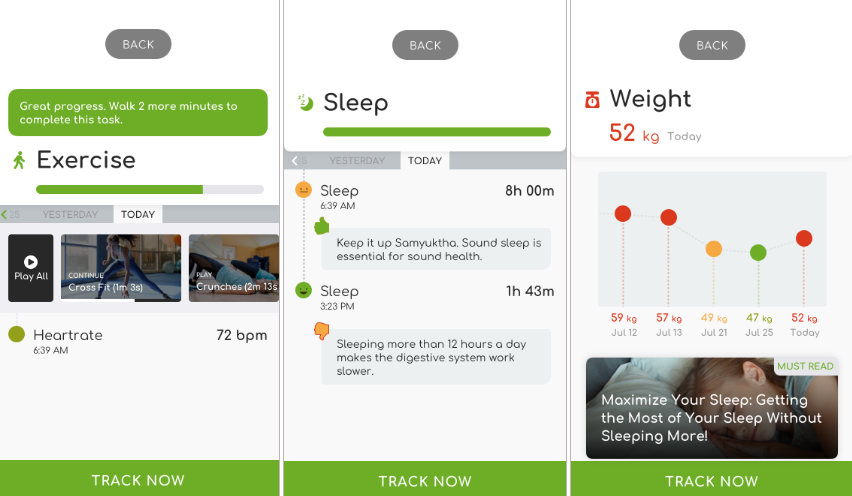 BACK
Great progress. Walk 2 more minutes to
complete this task.
Exercise
25 YESTERDAY TODAY
Play All
CONTINUE
Cross Fit (1m 3s)
PLAY
Crunches (2m 13s
Heartrate 72 bpm
6:39 AM
TRACK NOW
BACK
Sleep
YESTERDAY TODAY
Sleep 8h 00m
6:39 AM
Keep it up Samyuktha. Sound sleep is
essential for sound health.
Sleep 1h 43m
3:23 PM
Sleeping more than 12 hours a day
makes the digestive system work
slower.
TRACK NOW
BACK
Weight
52 kg Today
59 kg 57 kg 49 kg 47 kg 52 kg
Jul 12 Jul 13 Jul 21 Jul 25 Today
MUST READ
Maximize Your Sleep: Getting
the Most of Your Sleep Without
Sleeping More!
TRACK NOW